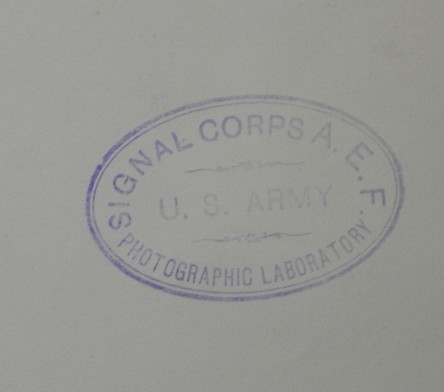 SIGNAL CORPS A. E. F.
U. S. ARMY
PHOTOGRAPHIC LABORATORY